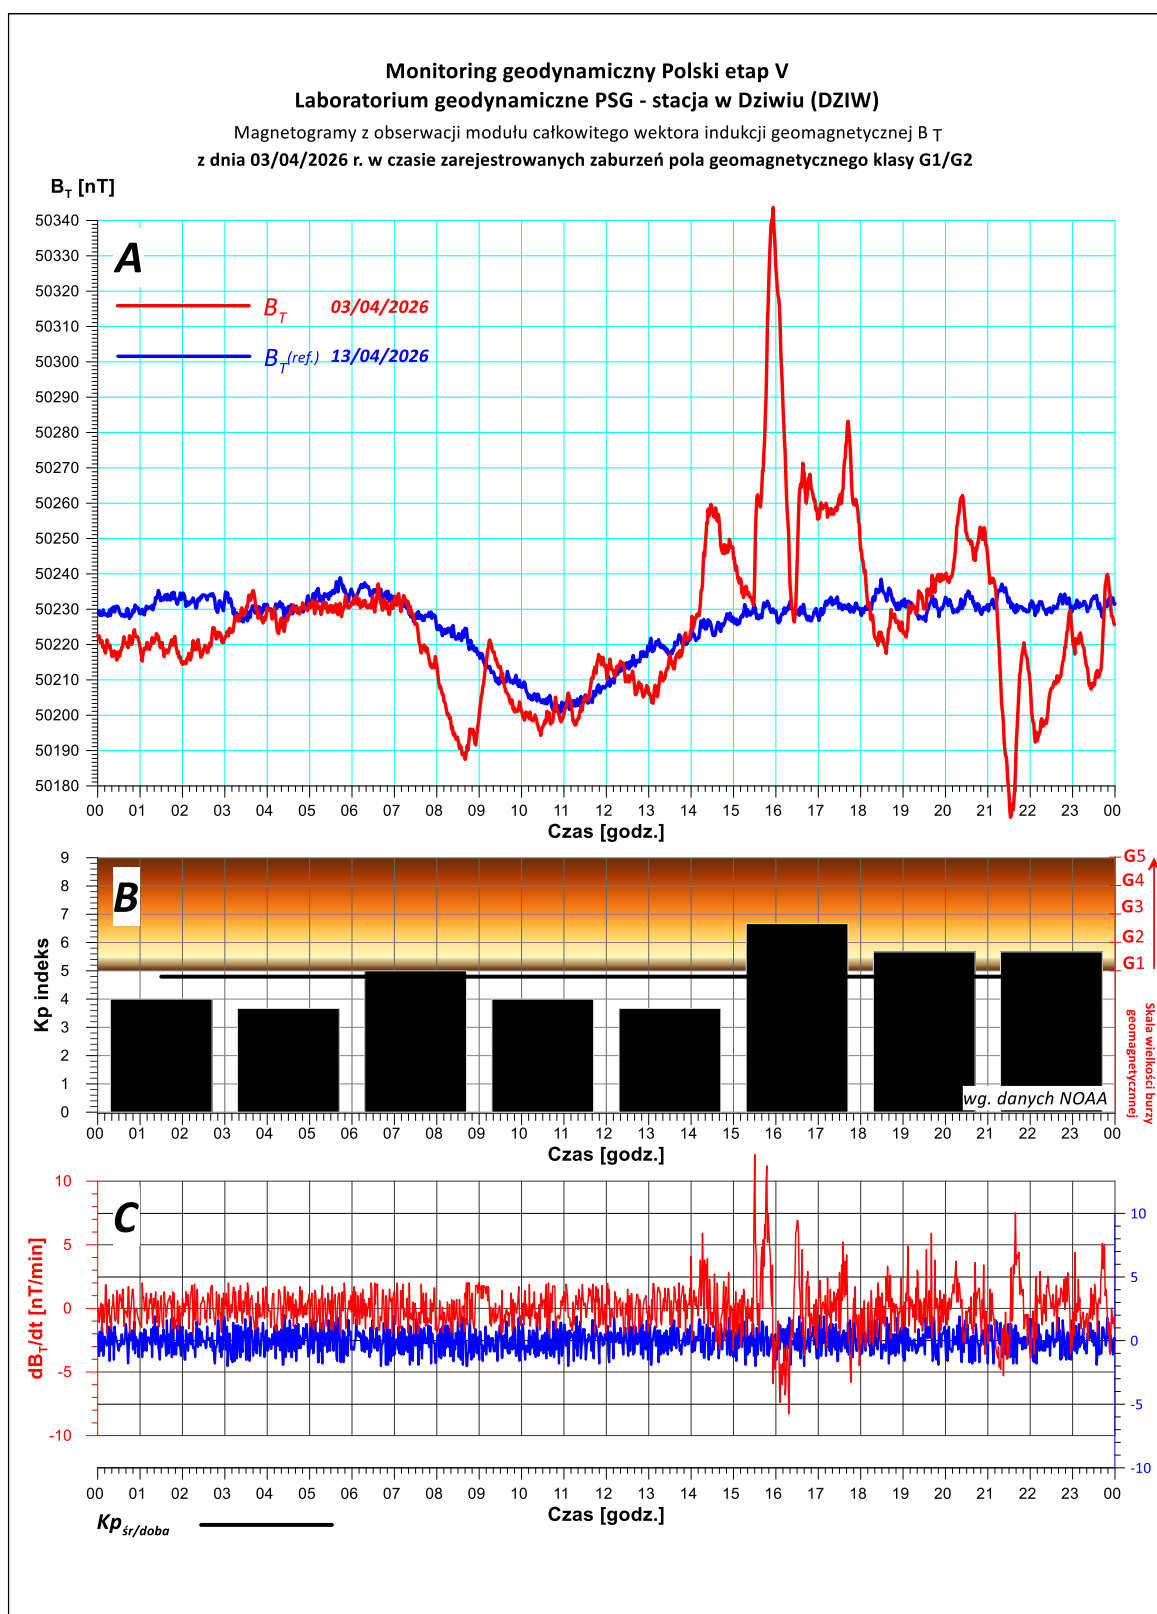 Monitoring geodynamiczny Polski etap V
Laboratorium geodynamiczne PSG - stacja w Dziwiu (DZIW)
Magnetogramy z obserwacji modułu całkowitego wektora indukcji geomagnetycznej B T
z dnia 03/04/2026 r. w czasie zarejestrowanych zaburzeń pola geomagnetycznego klasy G1/G2
BT [nT]
50340
50330
50320
50310
50300
50290
50280
50270
50260
50250
50240
50230
50220
50210
50200
50190
50180
A
BT 03/04/2026
BT(ref.) 13/04/2026
00 01 02 03 04 05 06 07 08 09 10 11 12 13 14 15 16 17 18 19 20 21 22 23 00
Czas [godz.]
B
Kp indeks
9
8
7
6
5
4
3
2
1
0
G5
G4
G3
G2
G1
Skala wielkości burzy
geomagnetycznnej
wg. danych NOAA
00 01 02 03 04 05 06 07 08 09 10 11 12 13 14 15 16 17 18 19 20 21 22 23 00
Czas [godz.]
C
dBT/dt [nT/min]
10
5
0
-5
-10
10
5
0
-5
-10
00 01 02 03 04 05 06 07 08 09 10 11 12 13 14 15 16 17 18 19 20 21 22 23 00
Czas [godz.]
Kpśr/doba